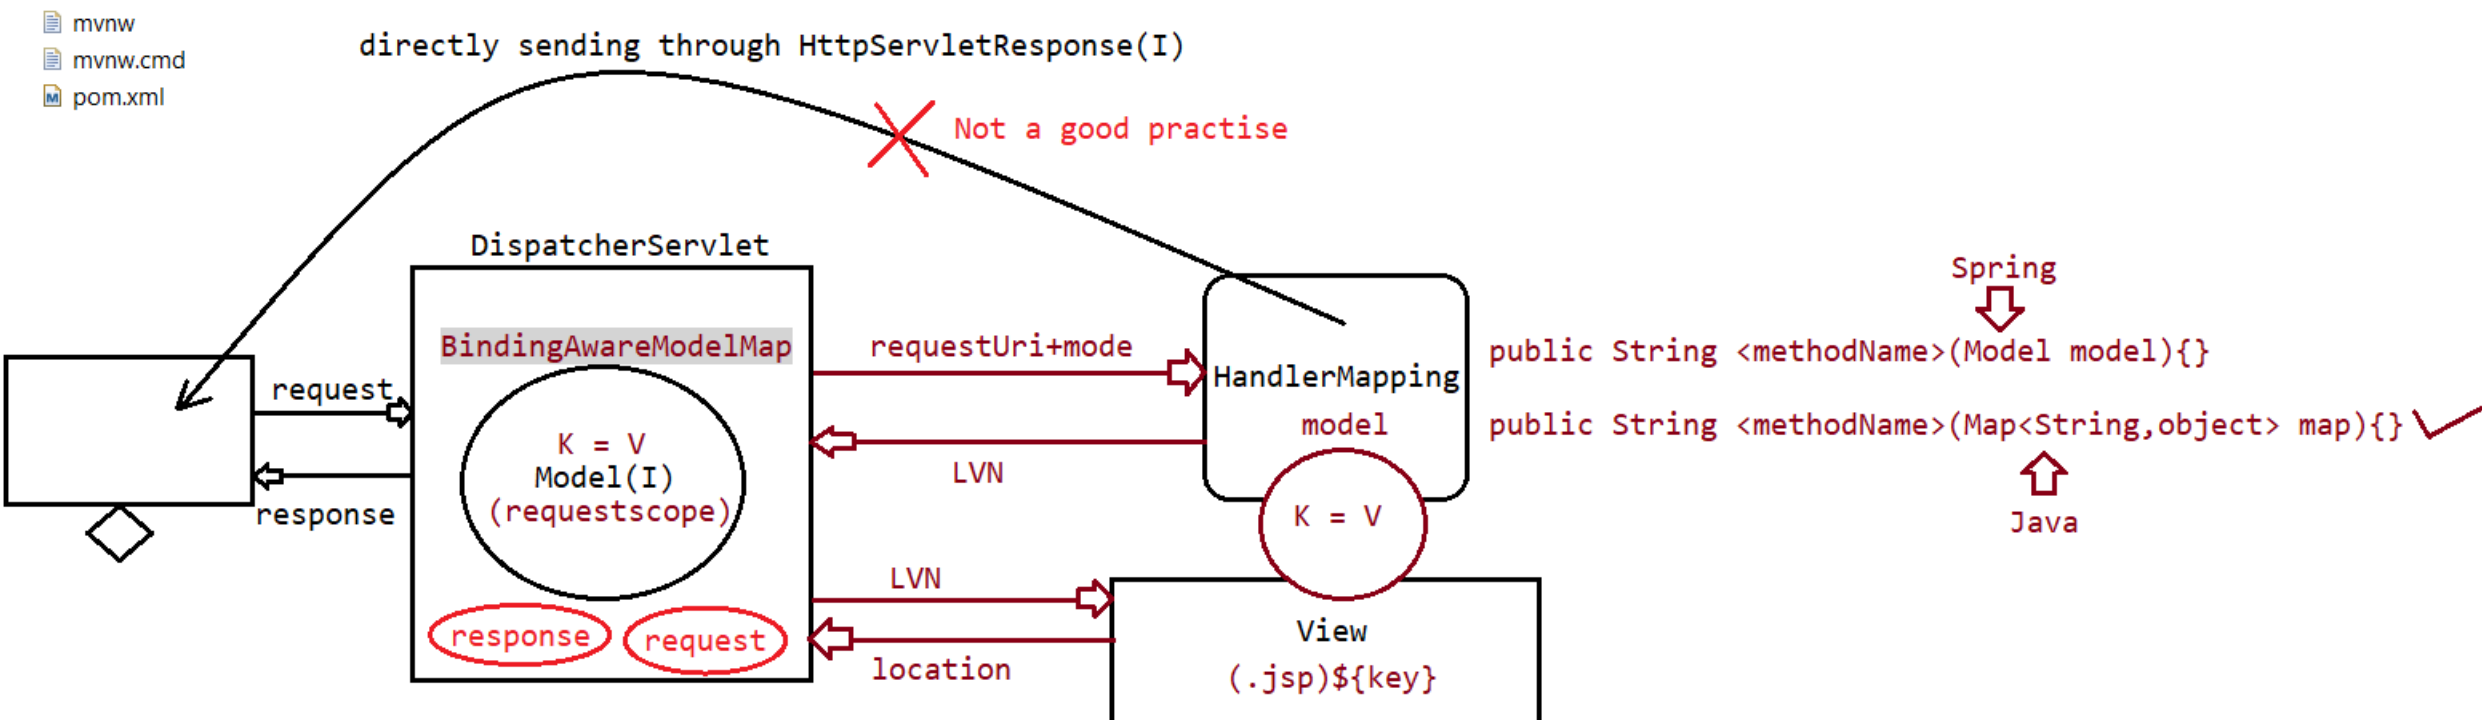 mvnw
mvnw.cmd
pom.xml
directly sending through HttpServletResponse(I)
Not a good practise
DispatcherServlet
BindingAwareModelMap
K = V
Model(I)
(requestscope)
response
request
request
response
requestUri+mode
LVN
LVN
location
HandlerMapping
model
K = V
View
(.jsp)${key}
Spring
public String <methodName>(Model model){}
public String <methodName>(Map<String,object> map){}
Java